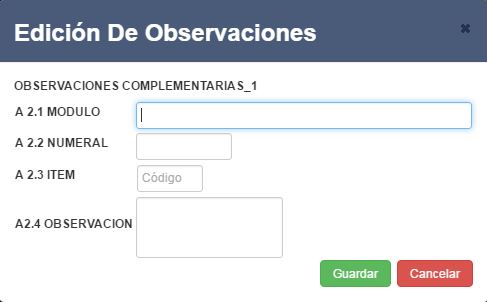 Edición De Observaciones
×
OBSERVACIONES COMPLEMENTARIAS_1
A 2.1 MODULO
A 2.2 NUMERAL
A 2.3 ITEM
Código
A2.4 OBSERVACION
Guardar
Cancelar